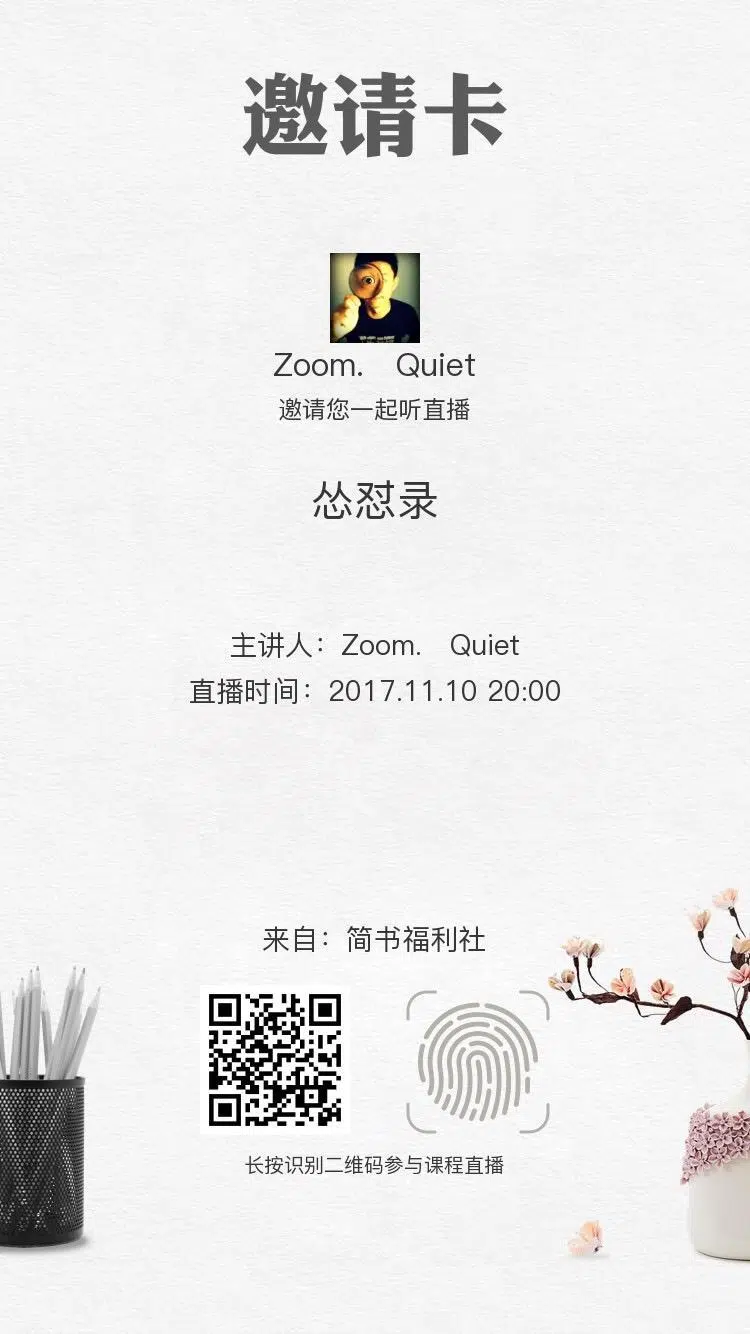 邀请卡
Zoom.   Quiet
邀请您一起听直播
怂怼录
主讲人：Zoom.   Quiet
直播时间：2017.11.10 20:00
来自：简书福利社
长按识别二维码参与课程直播